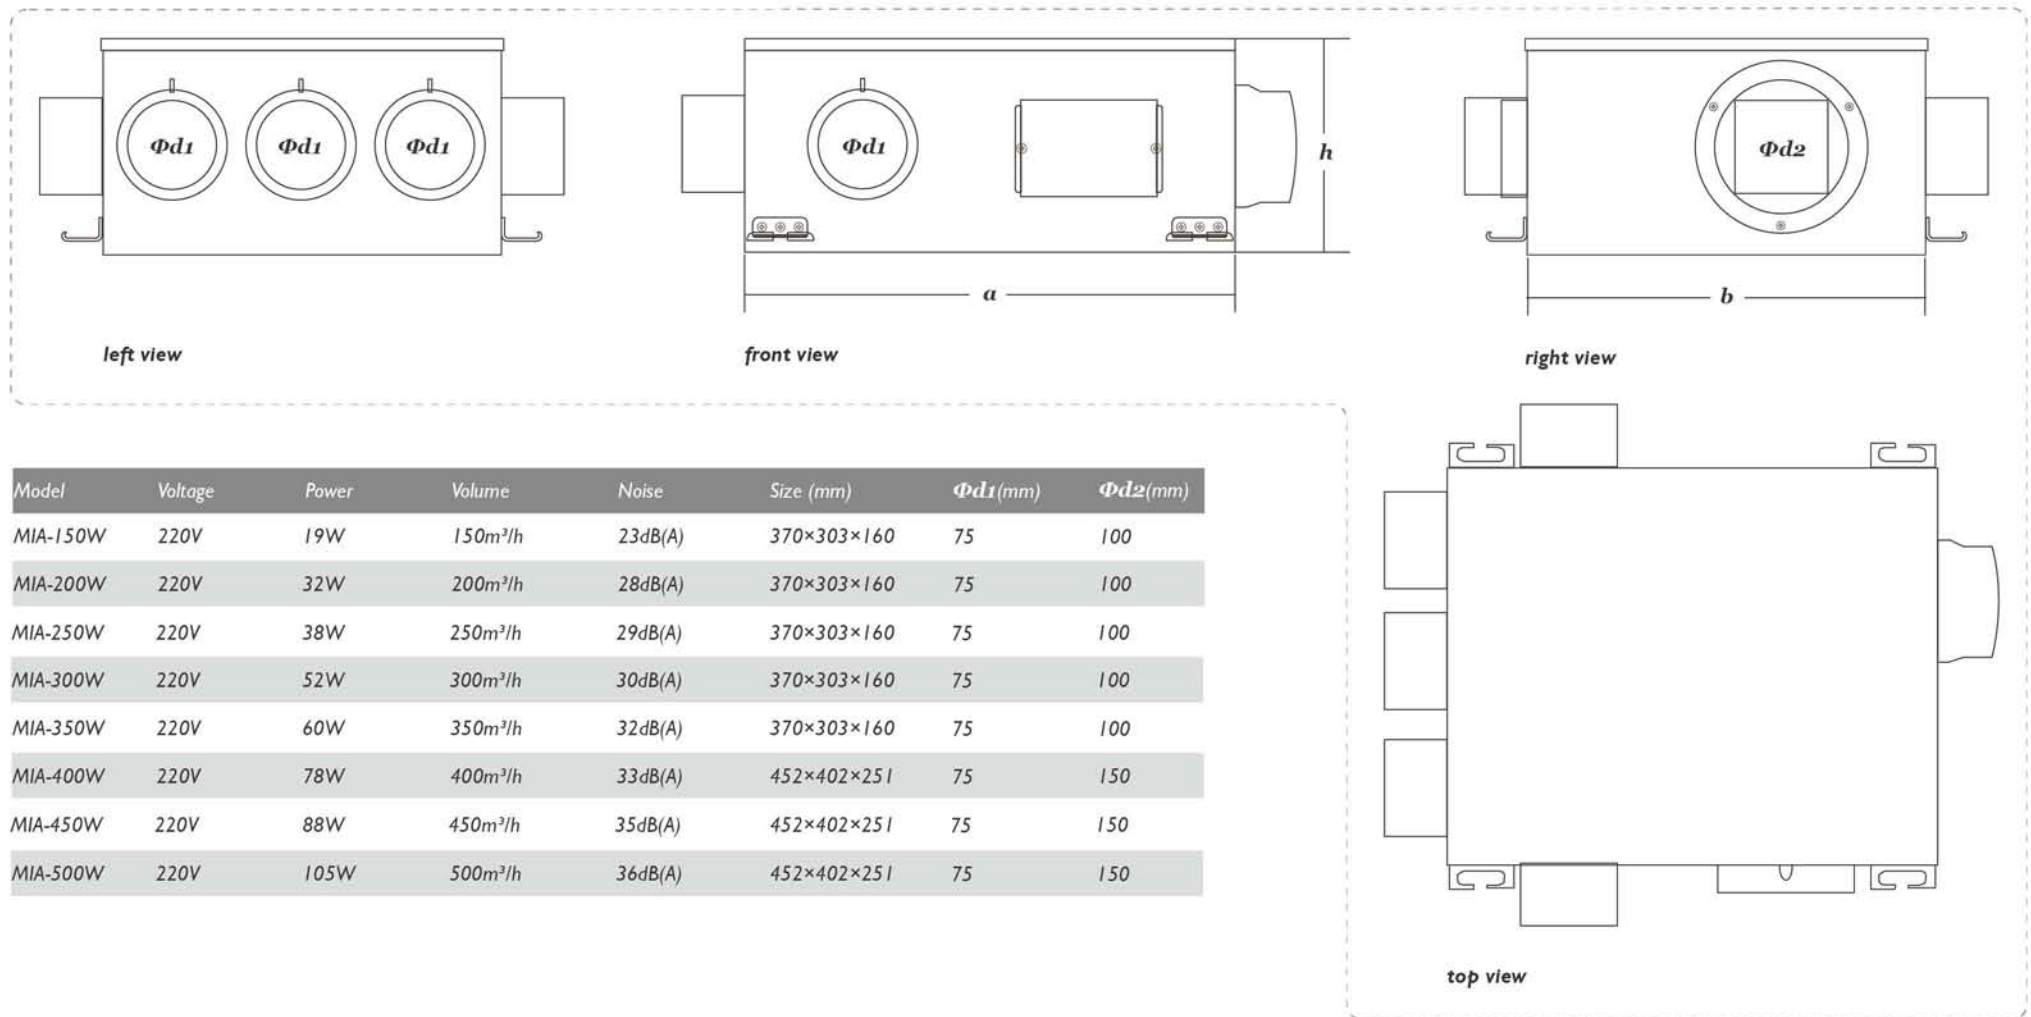 Φd1 Φd1 Φd1
Φd1
h
Φd2
a
b
left view
front view
right view
Model Voltage Power Volume Noise Size (mm) Φd1(mm) Φd2(mm)
MIA-150W 220V 19W 150m³/h 23dB(A) 370×303×160 75 100
MIA-200W 220V 32W 200m³/h 28dB(A) 370×303×160 75 100
MIA-250W 220V 38W 250m³/h 29dB(A) 370×303×160 75 100
MIA-300W 220V 52W 300m³/h 30dB(A) 370×303×160 75 100
MIA-350W 220V 60W 350m³/h 32dB(A) 370×303×160 75 100
MIA-400W 220V 78W 400m³/h 33dB(A) 452×402×251 75 150
MIA-450W 220V 88W 450m³/h 35dB(A) 452×402×251 75 150
MIA-500W 220V 105W 500m³/h 36dB(A) 452×402×251 75 150
top view